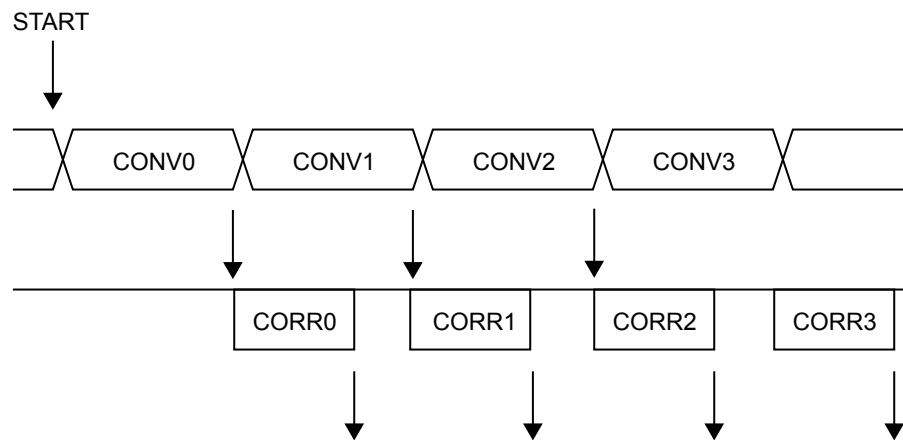 START
CONV0 CONV1 CONV2 CONV3
CORR0 CORR1 CORR2 CORR3